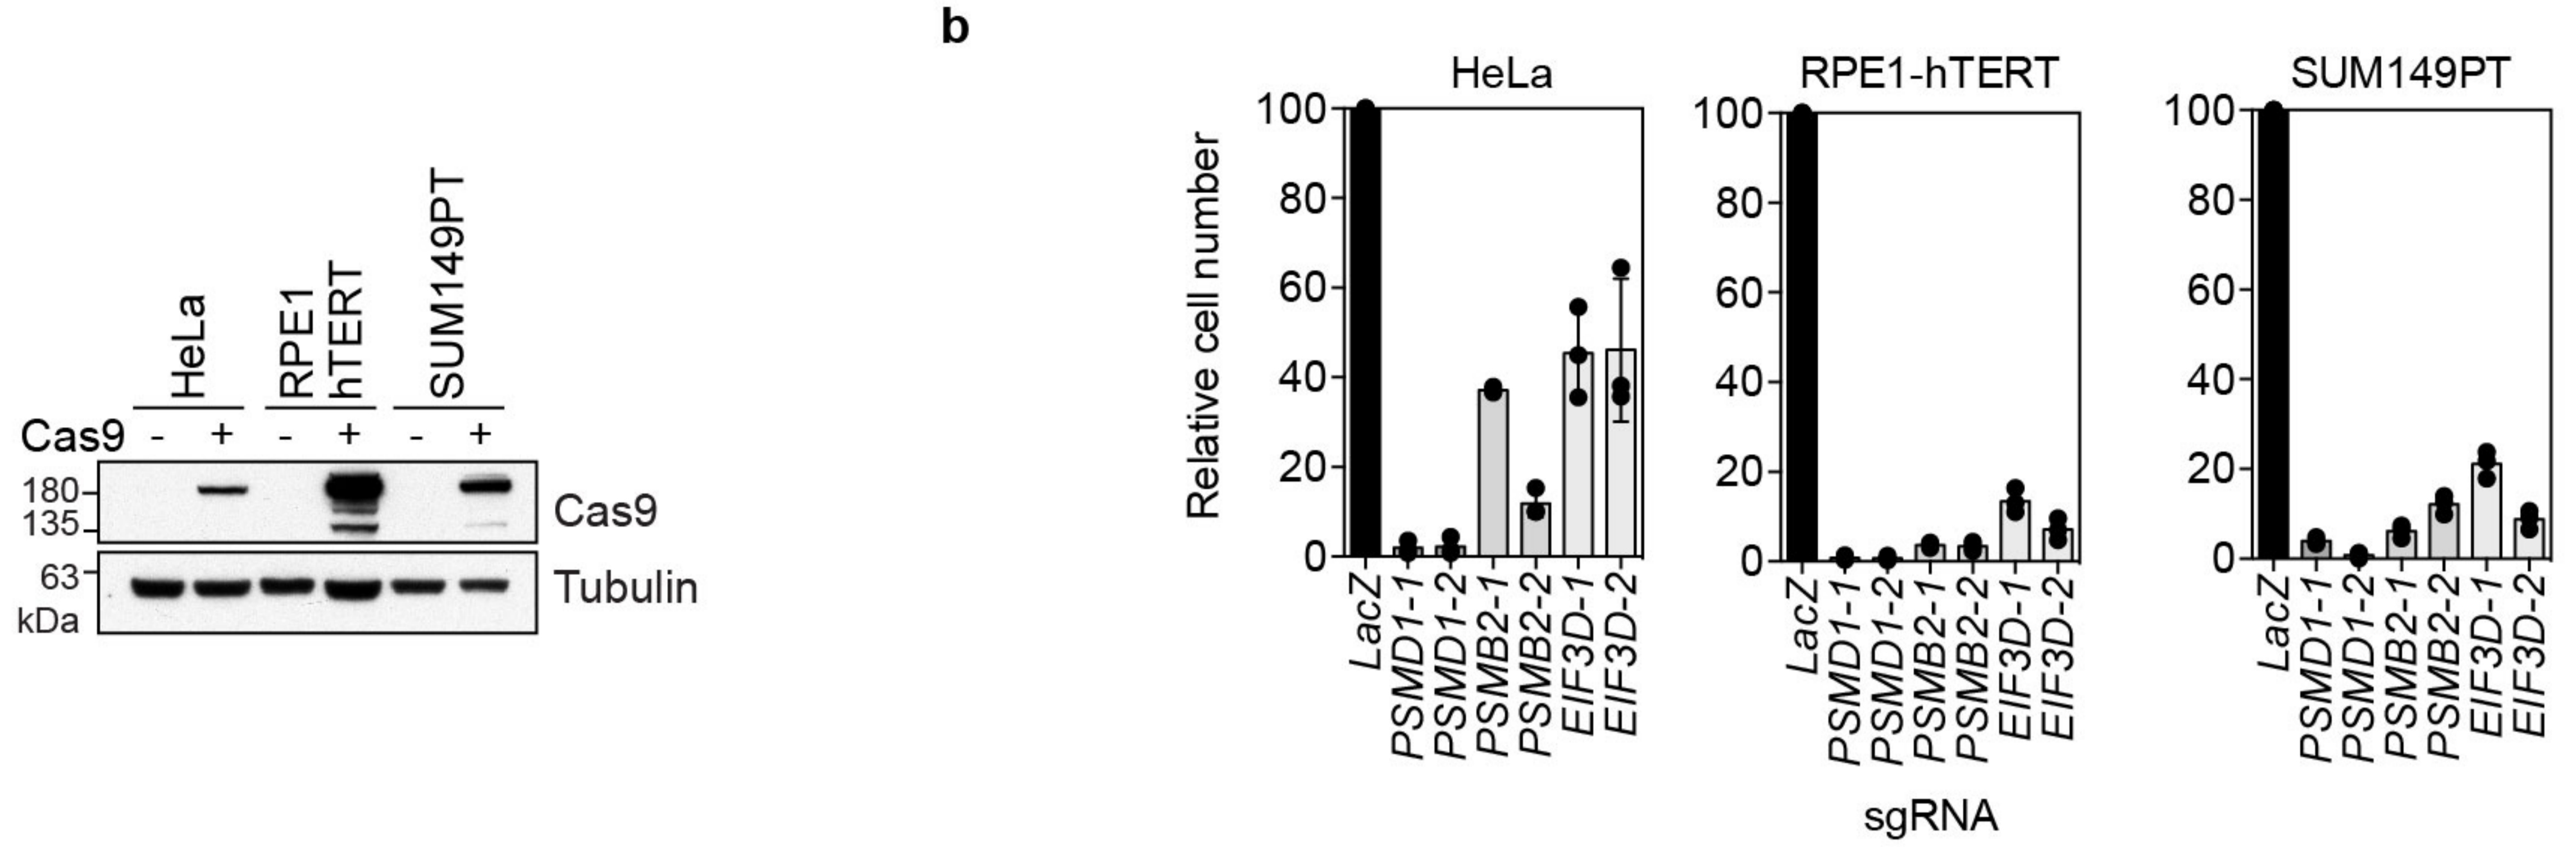 HeLa
RPE1
hTERT
SUM149PT
Cas9 - + - + - +
180
135
Cas9
63
kDa
Tubulin
b
Relative cell number
HeLa
100
80
60
40
20
0
LacZ
PSMD1-1
PSMD1-2
PSMB2-1
PSMB2-2
EIF3D-1
EIF3D-2
RPE1-hTERT
100
80
60
40
20
0
LacZ
PSMD1-1
PSMD1-2
PSMB2-1
PSMB2-2
EIF3D-1
EIF3D-2
SUM149PT
100
80
60
40
20
0
LacZ
PSMD1-1
PSMD1-2
PSMB2-1
PSMB2-2
EIF3D-1
EIF3D-2
sgRNA